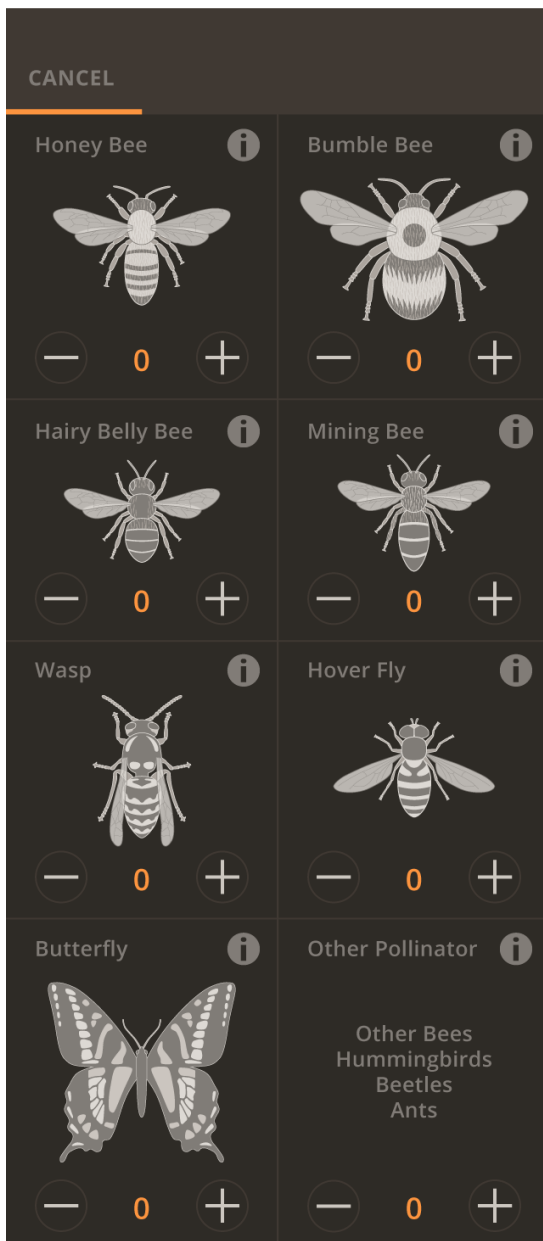 CANCEL
Honey Bee
Bumble Bee
0
0
Hairy Belly Bee
Mining Bee
0
0
Wasp
Hover Fly
0
0
Butterfly
Other Pollinator
Other Bees
Hummingbirds
Beetles
Ants
0
0